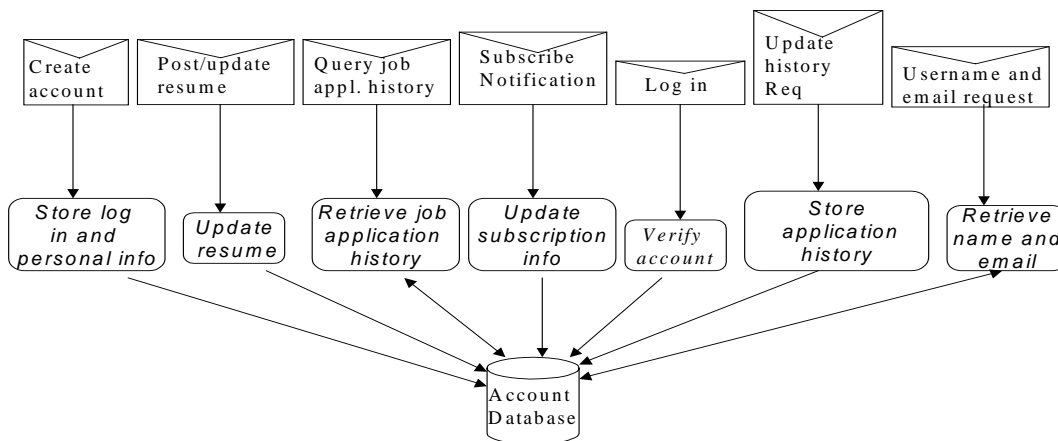 Create
account
Post/update
resume
Query job
appl. history
Subscribe
Notification
Log in
Update
history
Req
Username and
email request
Store log
in and
personal info
Update
resume
Retrieve job
application
history
Update
subscription
info
Verify
account
Store
application
history
Retrieve
name and
email
Account
Database